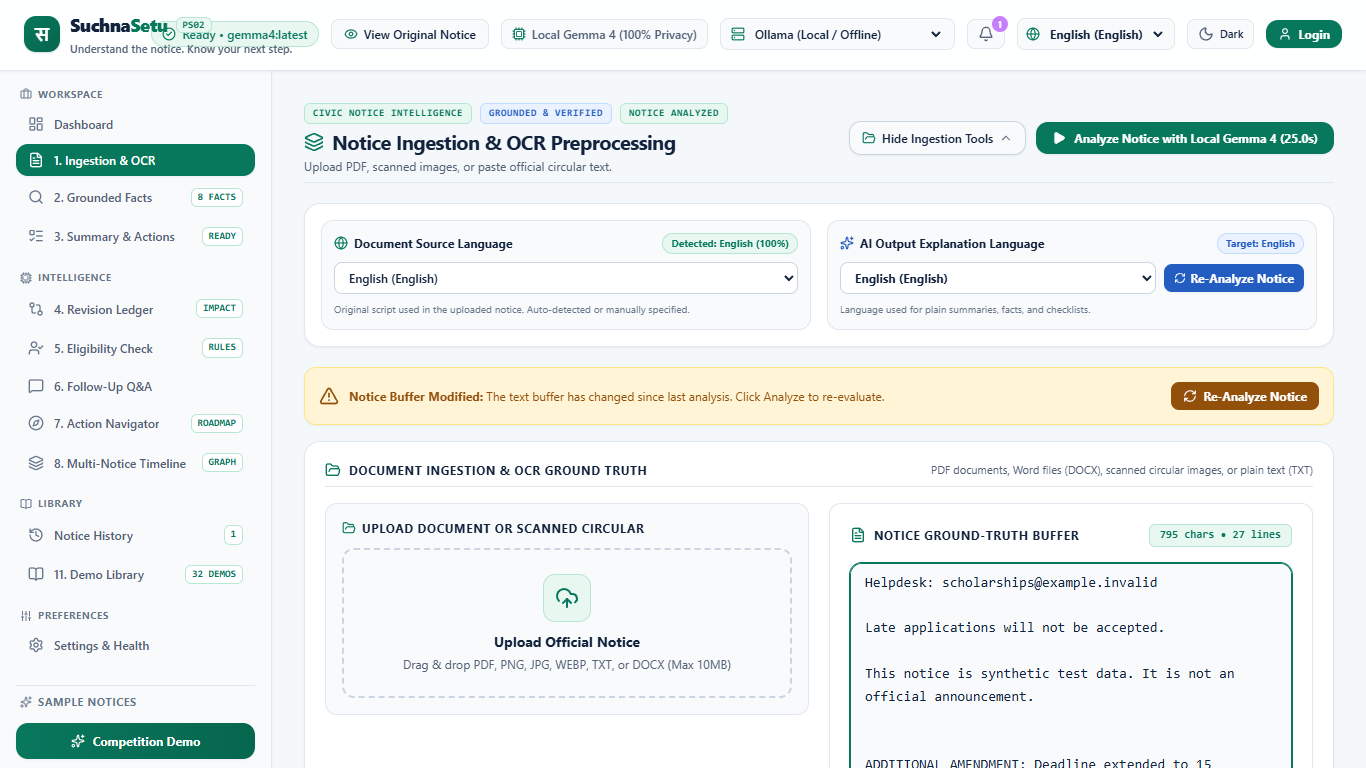 स
SuchnaSetu
PS02
Understand the notice. Know your next step.
Ready • gemma4:latest
View Original Notice
Local Gemma 4 (100% Privacy)
Ollama (Local / Offline)
1
English (English)
Dark
Login
WORKSPACE
Dashboard
1. Ingestion & OCR
2. Grounded Facts
8 FACTS
3. Summary & Actions
READY
INTELLIGENCE
4. Revision Ledger
IMPACT
5. Eligibility Check
RULES
6. Follow-Up Q&A
7. Action Navigator
ROADMAP
8. Multi-Notice Timeline
GRAPH
LIBRARY
Notice History
1
11. Demo Library
32 DEMOS
PREFERENCES
Settings & Health
SAMPLE NOTICES
Competition Demo
CIVIC NOTICE INTELLIGENCE
GROUNDED & VERIFIED
NOTICE ANALYZED
Notice Ingestion & OCR Preprocessing
Upload PDF, scanned images, or paste official circular text.
Hide Ingestion Tools
Analyze Notice with Local Gemma 4 (25.0s)
Document Source Language
Detected: English (100%)
English (English)
Original script used in the uploaded notice. Auto-detected or manually specified.
AI Output Explanation Language
Target: English
English (English)
Re-Analyze Notice
Language used for plain summaries, facts, and checklists.
Notice Buffer Modified: The text buffer has changed since last analysis. Click Analyze to re-evaluate.
Re-Analyze Notice
DOCUMENT INGESTION & OCR GROUND TRUTH
PDF documents, Word files (DOCX), scanned circular images, or plain text (TXT)
UPLOAD DOCUMENT OR SCANNED CIRCULAR
Upload Official Notice
Drag & drop PDF, PNG, JPG, WEBP, TXT, or DOCX (Max 10MB)
NOTICE GROUND-TRUTH BUFFER
795 chars • 27 lines
Helpdesk: scholarships@example.invalid
Late applications will not be accepted.
This notice is synthetic test data. It is not an
official announcement.
ADDITIONAL AMENDMENT: Deadline extended to 15